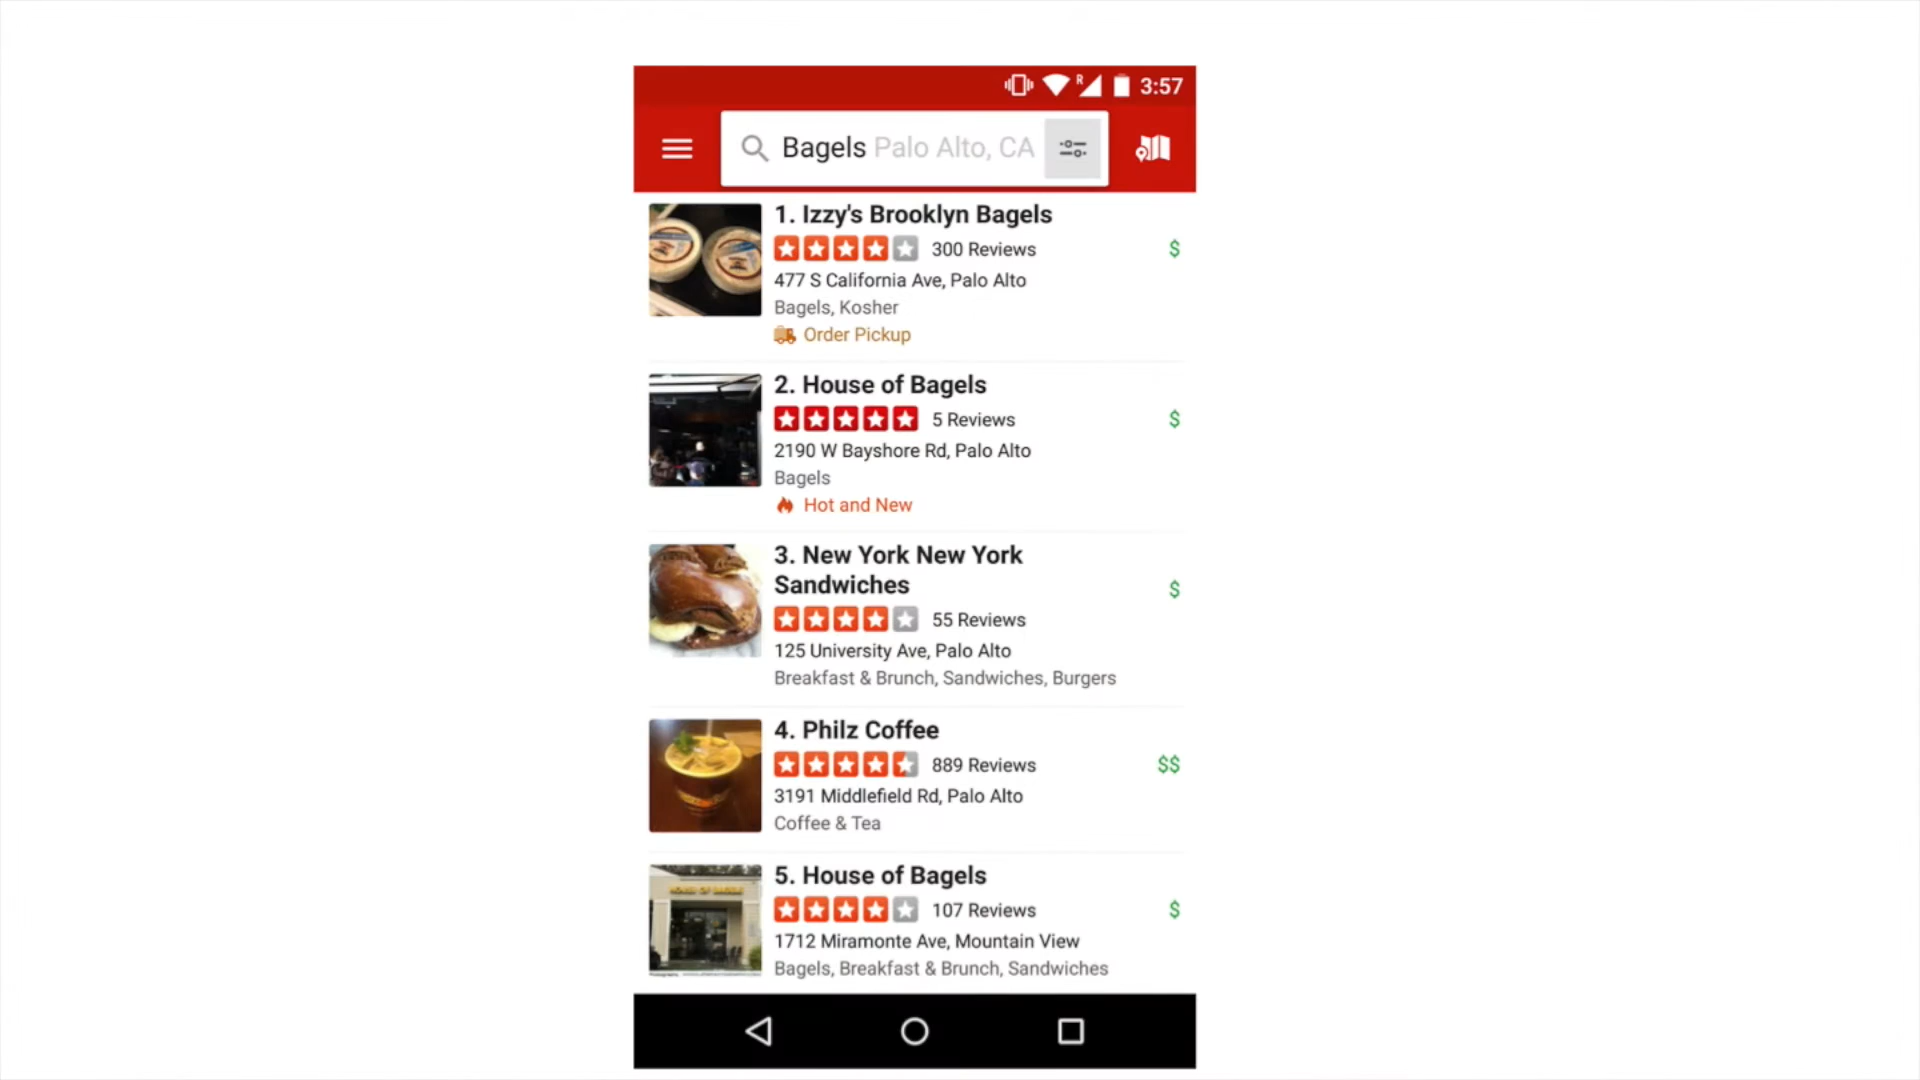 R 3:57
Bagels Palo Alto, CA
1. Izzy's Brooklyn Bagels
300 Reviews $
477 S California Ave, Palo Alto
Bagels, Kosher
Order Pickup
2. House of Bagels
5 Reviews $
2190 W Bayshore Rd, Palo Alto
Bagels
Hot and New
3. New York New York
Sandwiches
$
55 Reviews
125 University Ave, Palo Alto
Breakfast & Brunch, Sandwiches, Burgers
4. Philz Coffee
889 Reviews $$
3191 Middlefield Rd, Palo Alto
Coffee & Tea
5. House of Bagels
HOUSE OF BAGELS
107 Reviews $
1712 Miramonte Ave, Mountain View
Bagels, Breakfast & Brunch, Sandwiches